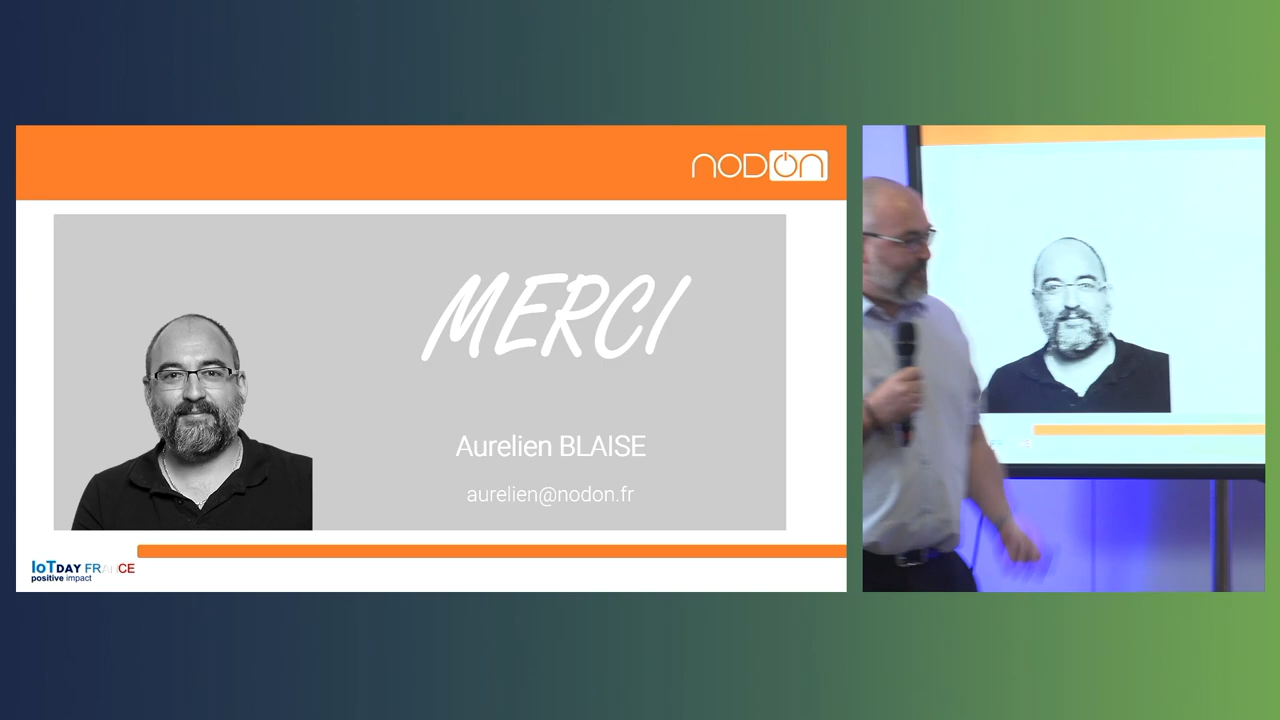 NODON
MERCI
Aurelien BLAISE
aurelien@nodon.fr
IoT DAY FRANCE
positive impact